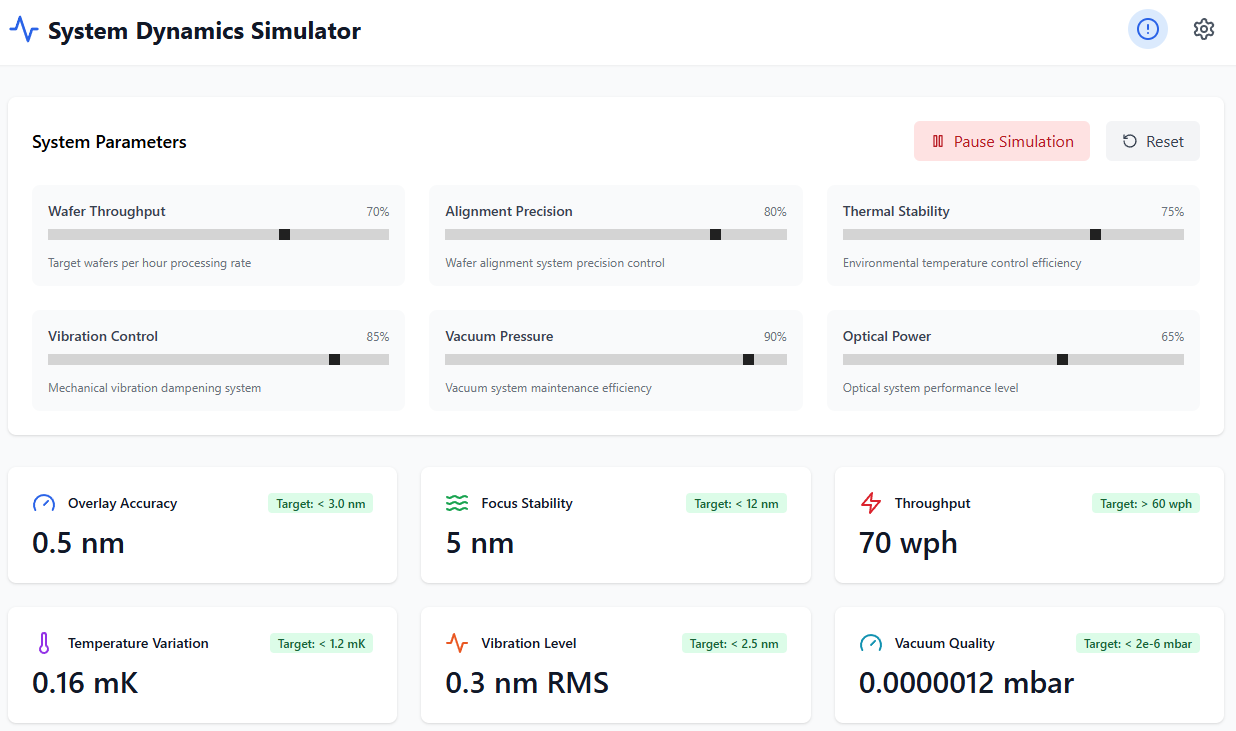 System Dynamics Simulator
System Parameters
Pause Simulation
Reset
Wafer Throughput 70%
Target wafers per hour processing rate
Alignment Precision 80%
Wafer alignment system precision control
Thermal Stability 75%
Environmental temperature control efficiency
Vibration Control 85%
Mechanical vibration dampening system
Vacuum Pressure 90%
Vacuum system maintenance efficiency
Optical Power 65%
Optical system performance level
Overlay Accuracy Target: < 3.0 nm
0.5 nm
Focus Stability Target: < 12 nm
5 nm
Throughput Target: > 60 wph
70 wph
Temperature Variation Target: < 1.2 mK
0.16 mK
Vibration Level Target: < 2.5 nm
0.3 nm RMS
Vacuum Quality Target: < 2e-6 mbar
0.0000012 mbar